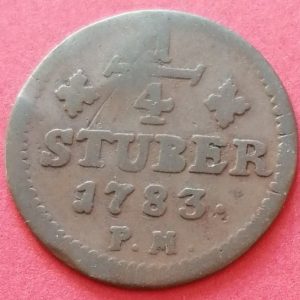 1/4
STUBER
1783.
P.M.